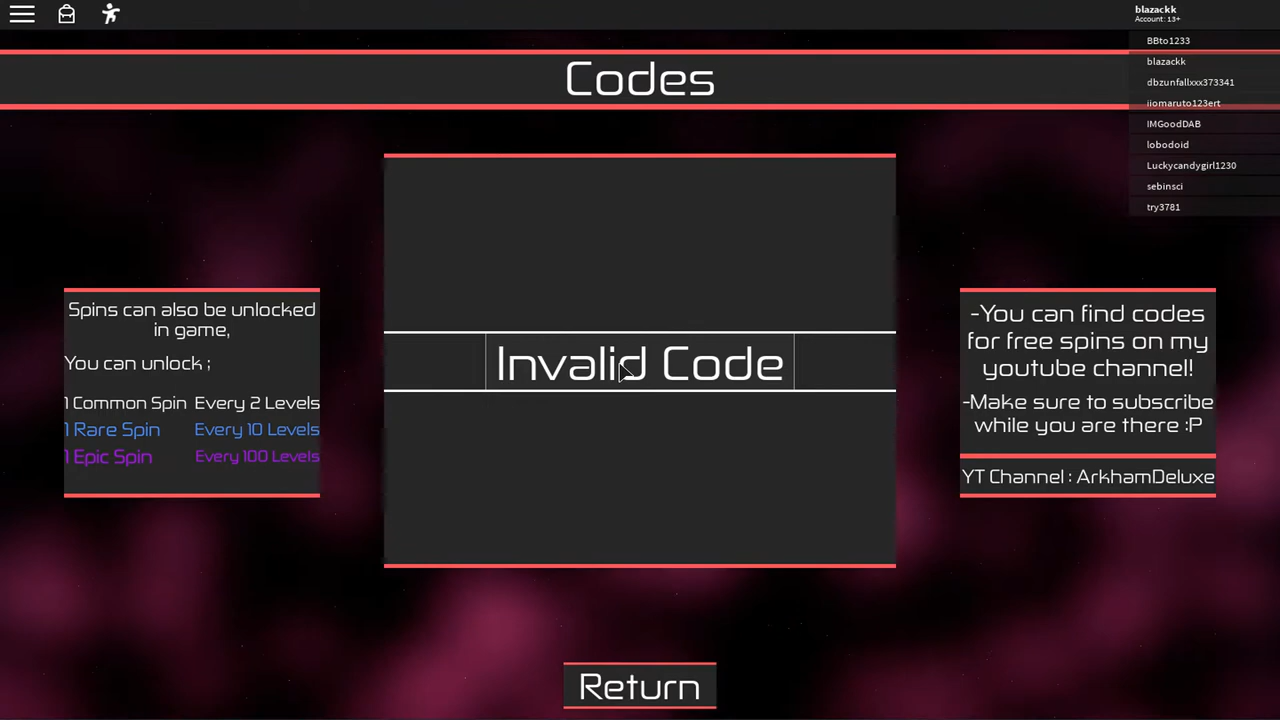 blazackk
Account: 13+
BBto1233
blazackk
dbzunfallxxx373341
iiomaruto123ert
IMGoodDAB
lobodoid
Luckycandygirl1230
sebinsci
try3781
Codes
Spins can also be unlocked
in game,
You can unlock ;
1 Common Spin Every 2 Levels
1 Rare Spin Every 10 Levels
1 Epic Spin Every 100 Levels
Invalid Code
-You can find codes
for free spins on my
youtube channel!
-Make sure to subscribe
while you are there :P
YT Channel : ArkhamDeluxe
Return